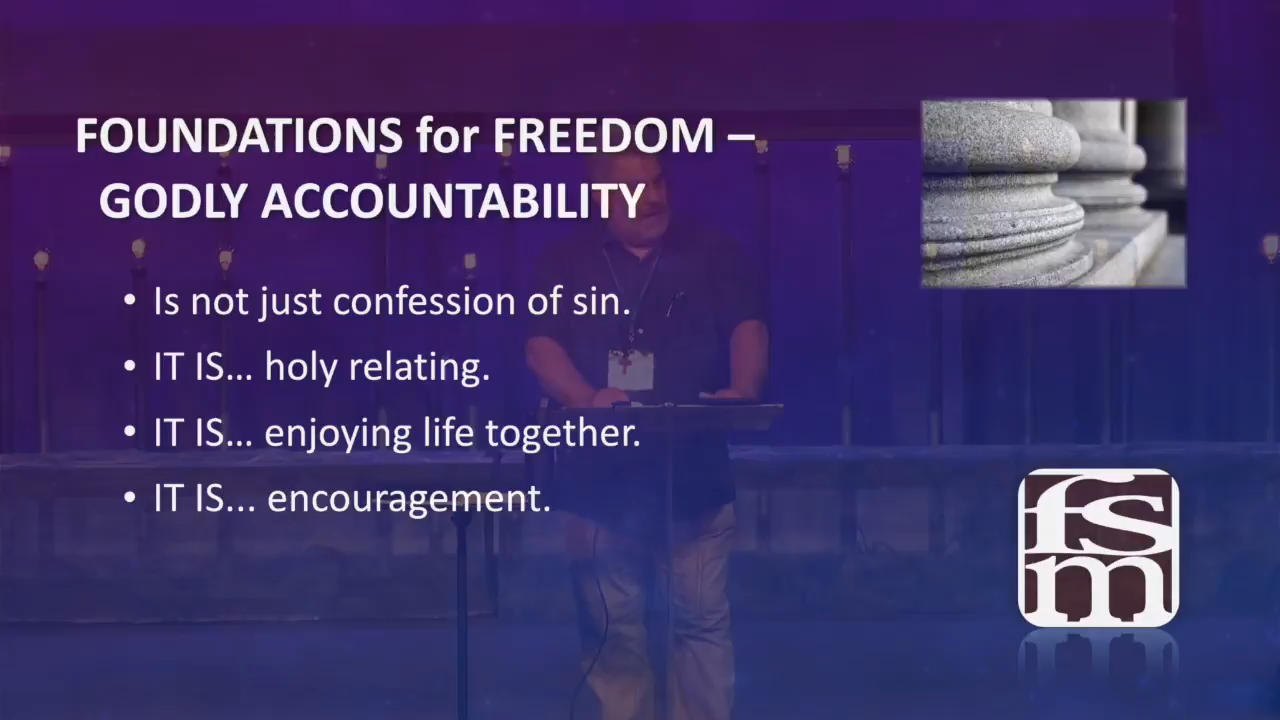 FOUNDATIONS for FREEDOM –
GODLY ACCOUNTABILITY
• Is not just confession of sin.
• IT IS... holy relating.
• IT IS... enjoying life together.
• IT IS... encouragement.
fs
m